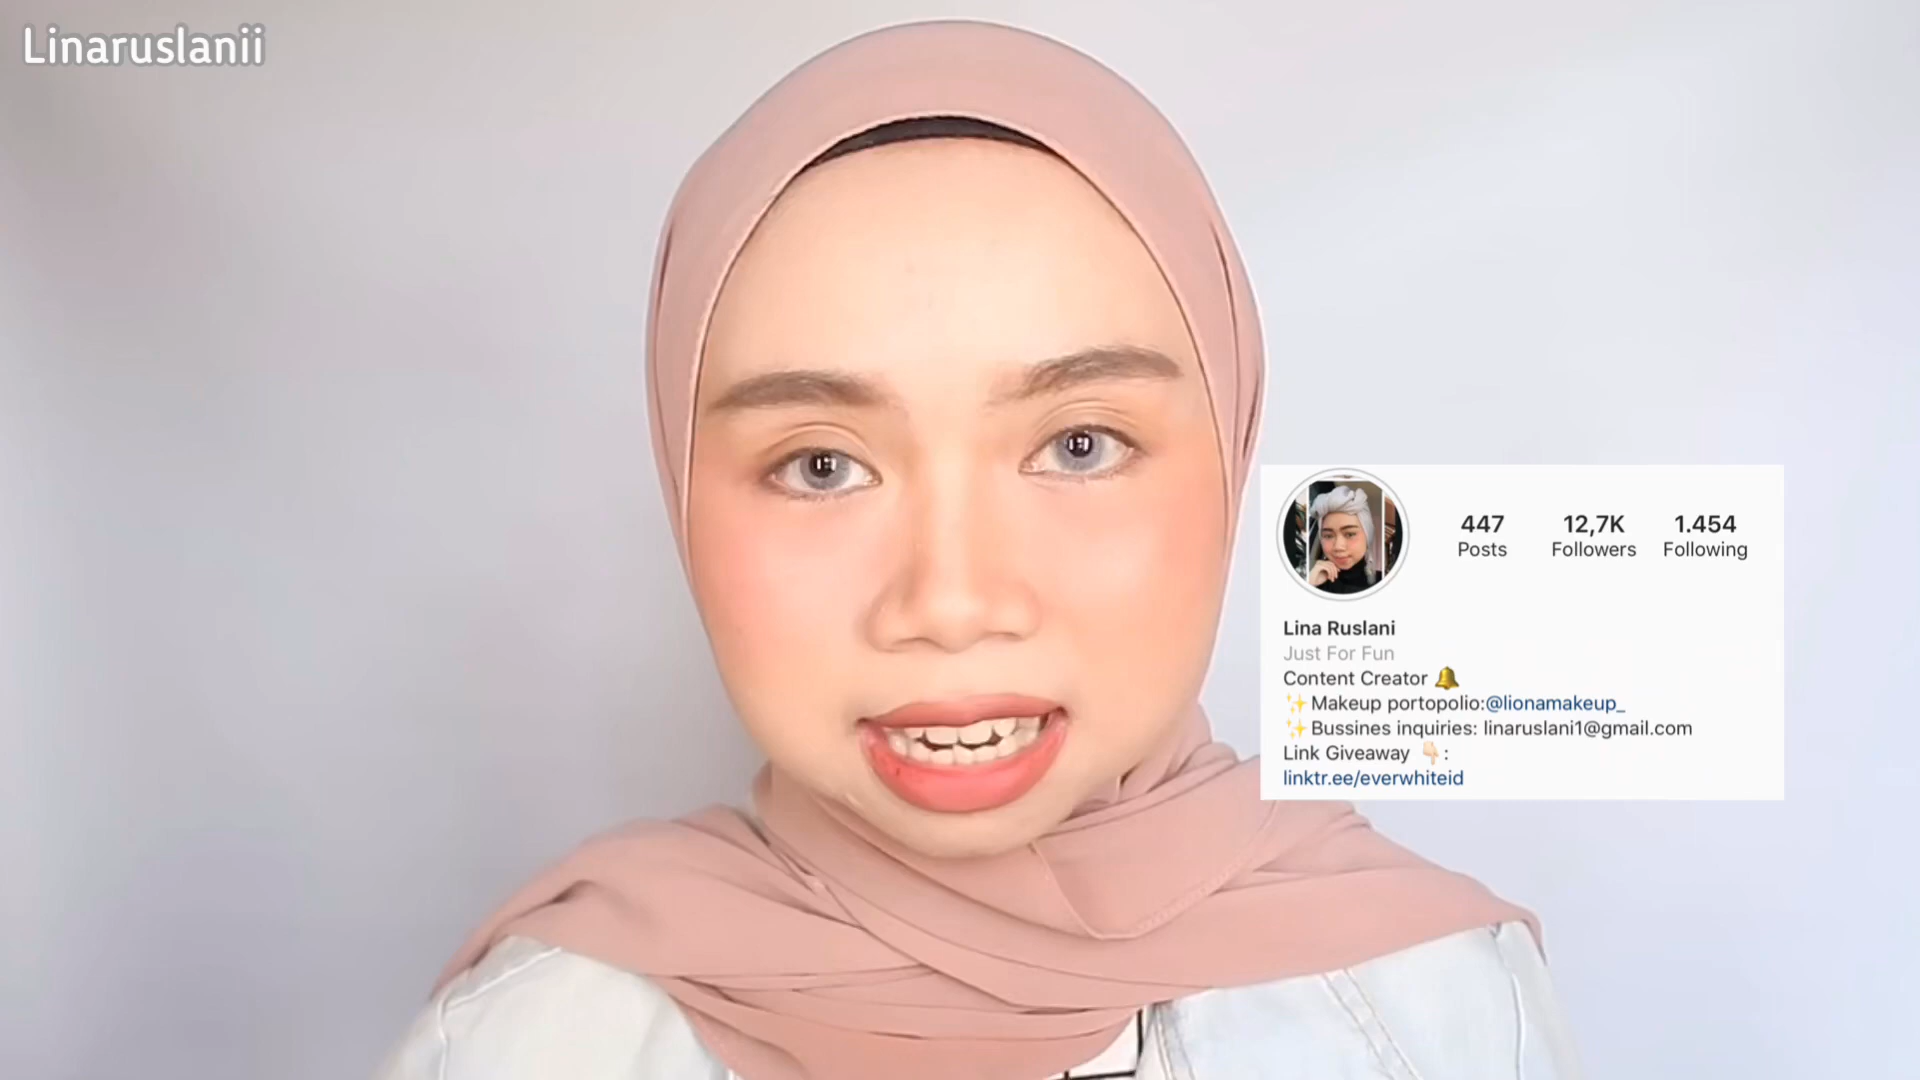 Linaruslanii
447 12,7K 1.454
Posts Followers Following
Lina Ruslani
Just For Fun
Content Creator 🔔
✨Makeup portopolio:@lionamakeup_
✨Bussines inquiries: linaruslani1@gmail.com
Link Giveaway 👇🏻:
linktr.ee/everwhiteid